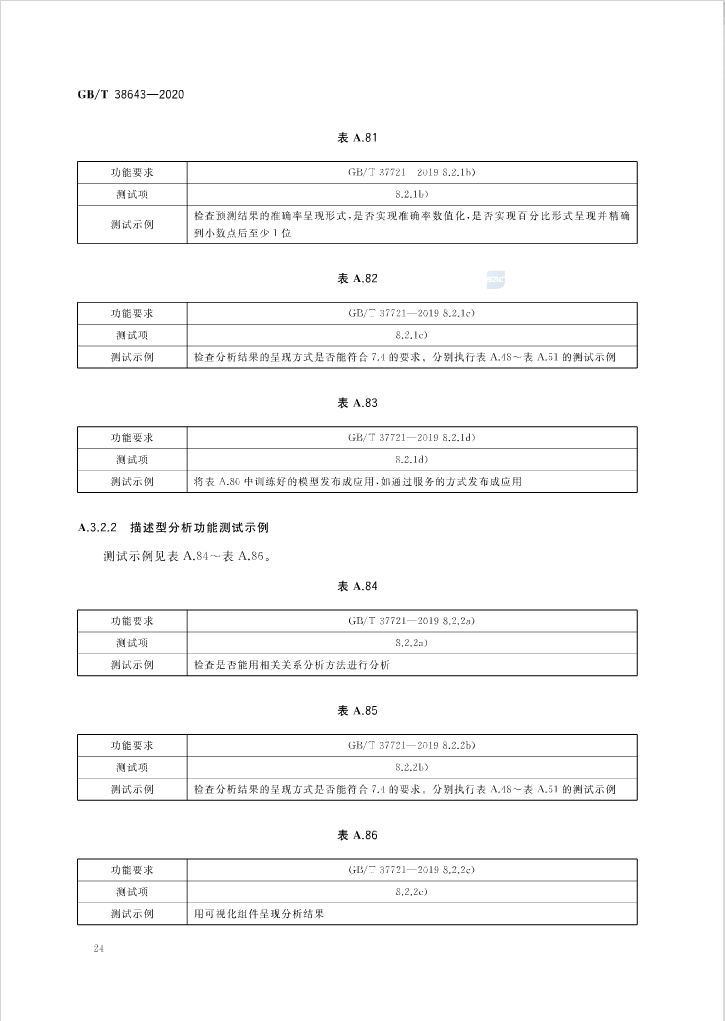 GB/T 38643—2020
表 A.81
功能要求 GB/T 37721—2019 8.2.1b)
测试项 8.2.1b)
测试示例 检查预测结果的准确率呈现形式,是否实现准确率数值化,是否实现百分比形式呈现并精确
到小数点后至少1位
表 A.82
功能要求 GB/T 37721—2019 8.2.1c)
测试项 8.2.1c)
测试示例 检查分析结果的呈现方式是否能符合 7.4 的要求。分别执行表 A.48～表 A.51 的测试示例
表 A.83
功能要求 GB/T 37721—2019 8.2.1d)
测试项 8.2.1d)
测试示例 将表 A.80 中训练好的模型发布成应用,如通过服务的方式发布成应用
A.3.2.2 描述型分析功能测试示例
测试示例见表 A.84～表 A.86。
表 A.84
功能要求 GB/T 37721—2019 8.2.2a)
测试项 8.2.2a)
测试示例 检查是否能用相关关系分析方法进行分析
表 A.85
功能要求 GB/T 37721—2019 8.2.2b)
测试项 8.2.2b)
测试示例 检查分析结果的呈现方式是否能符合 7.4 的要求。分别执行表 A.48～表 A.51 的测试示例
表 A.86
功能要求 GB/T 37721—2019 8.2.2c)
测试项 8.2.2c)
测试示例 用可视化组件呈现分析结果
24